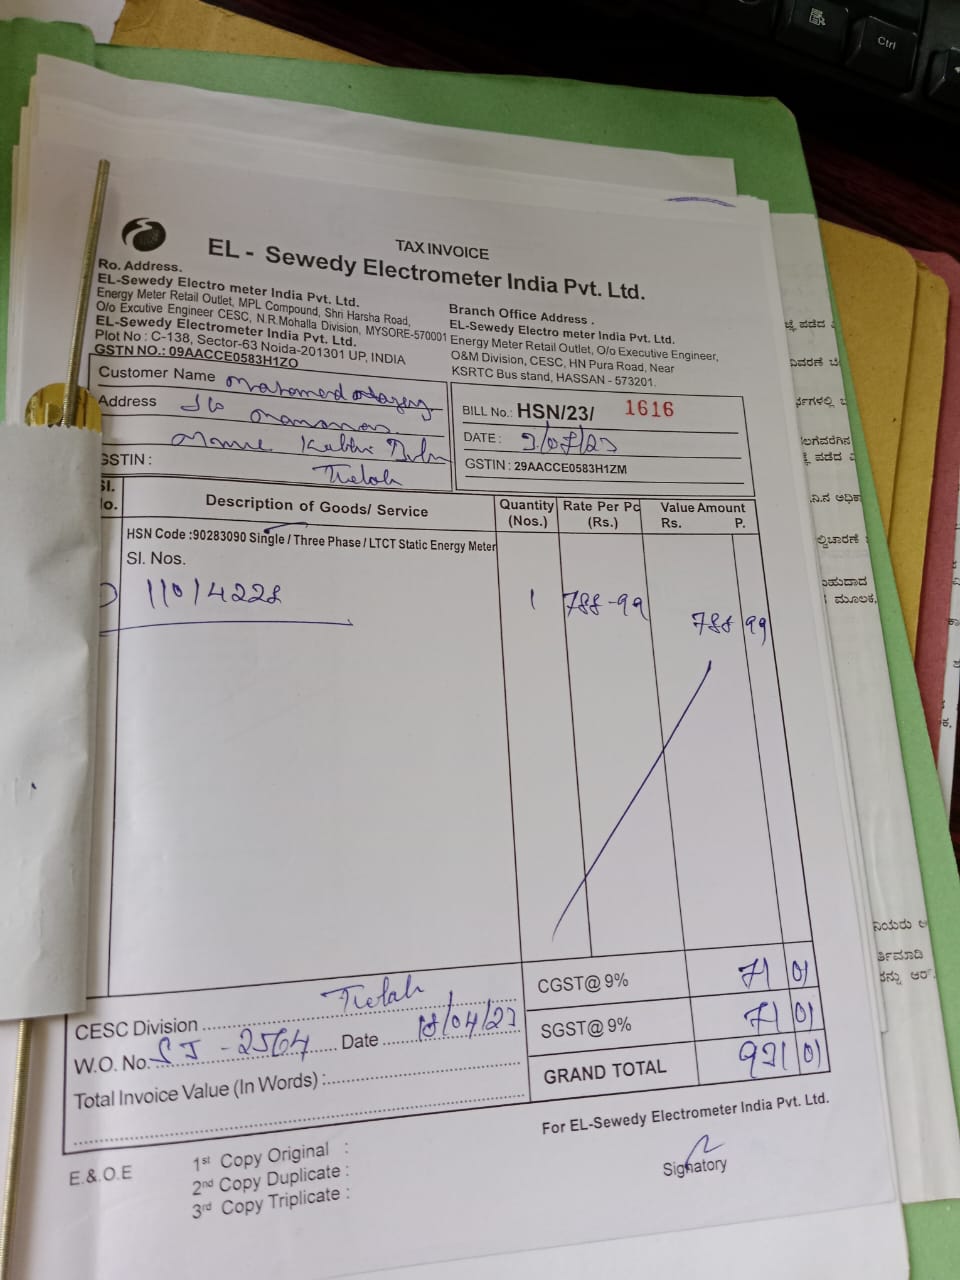 Ctrl
TAX INVOICE
EL - Sewedy Electrometer India Pvt. Ltd.
Ro. Address.
EL-Sewedy Electro meter India Pvt. Ltd.
Energy Meter Retail Outlet, MPL Compound, Shri Harsha Road,
O/o Excutive Engineer CESC, N.R.Mohalla Division, MYSORE-570001
EL-Sewedy Electrometer India Pvt. Ltd.
Plot No : C-138, Sector-63 Noida-201301 UP, INDIA
GSTN NO.: 09AACCE0583H1ZO
Branch Office Address .
EL-Sewedy Electro meter India Pvt. Ltd.
Energy Meter Retail Outlet, O/o Executive Engineer,
O&M Division, CESC, HN Pura Road, Near
KSRTC Bus stand, HASSAN - 573201.
Customer Name
Address
GSTIN :
BILL No.: HSN/23/ 1616
DATE :
GSTIN : 29AACCE0583H1ZM
Sl. No. Description of Goods/ Service Quantity (Nos.) Rate Per Pc (Rs.) Value Amount Rs. P.
HSN Code :90283090 Single / Three Phase / LTCT Static Energy Meter
Sl. Nos.
11014228 1 788-99 788 99
CGST@ 9% 71 01
SGST@ 9% 71 01
GRAND TOTAL 931 01
CESC Division
W.O. No. SJ - 2564 Date 18/04/23
Total Invoice Value (In Words) :
For EL-Sewedy Electrometer India Pvt. Ltd.
Signatory
E.& O.E
1st Copy Original :
2nd Copy Duplicate :
3rd Copy Triplicate :